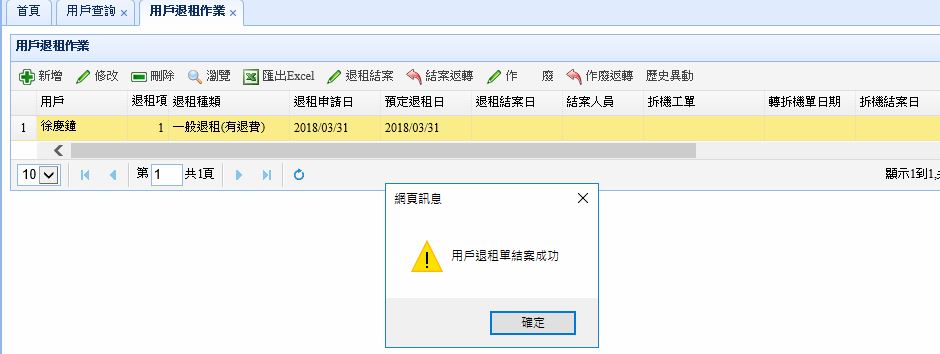 首頁 用戶查詢 × 用戶退租作業 ×
用戶退租作業
新增 修改 刪除 瀏覽 匯出Excel 退租結案 結案返轉 作 廢 作廢返轉 歷史異動
用戶 退租項 退租種類 退租申請日 預定退租日 退租結案日 結案人員 拆機工單 轉拆機單日期 拆機結案日
1 徐慶鐘 1 一般退租(有退費) 2018/03/31 2018/03/31
10 第 1 共1頁 顯示1到1,
網頁訊息
用戶退租單結案成功
確定